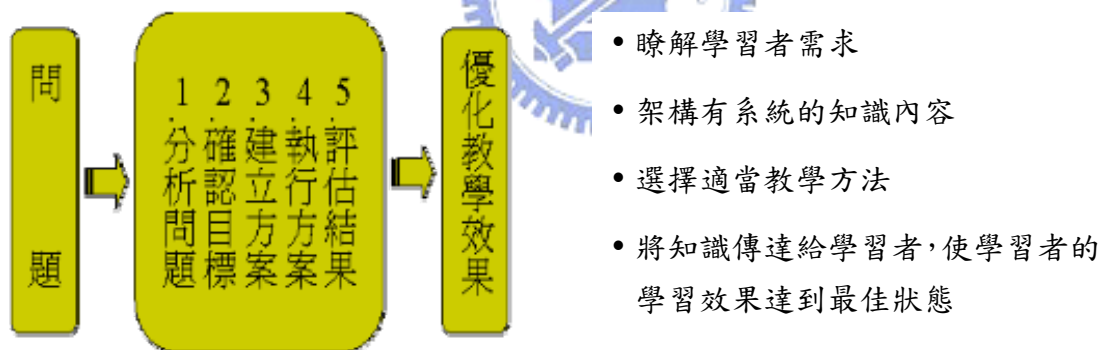 問題
1.分析問題
2.確認目標
3.建立方案
4.執行方案
5.評估結果
優化教學效果
•瞭解學習者需求
•架構有系統的知識內容
•選擇適當教學方法
•將知識傳達給學習者，使學習者的
學習效果達到最佳狀態